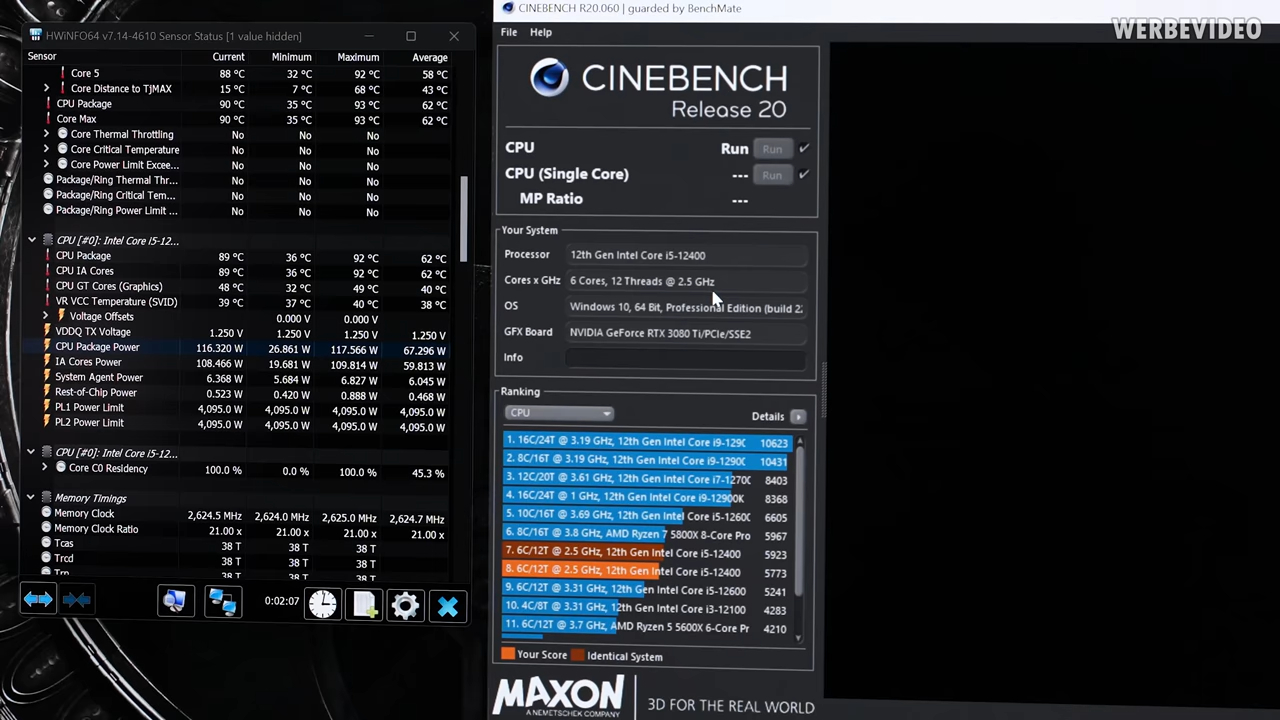 CINEBENCH R20.060 | guarded by BenchMate
WERBEVIDEO
HWiNFO64 v7.14-4610 Sensor Status [1 value hidden]
Sensor Current Minimum Maximum Average
Core 5 88 °C 32 °C 92 °C 58 °C
Core Distance to TjMAX 15 °C 7 °C 68 °C 43 °C
CPU Package 90 °C 35 °C 93 °C 62 °C
Core Max 90 °C 35 °C 93 °C 62 °C
Core Thermal Throttling No No No
Core Critical Temperature No No No
Core Power Limit Excee... No No No
Package/Ring Thermal Thr... No No No
Package/Ring Critical Tem... No No No
Package/Ring Power Limit ... No No No
CPU [#0]: Intel Core i5-12...
CPU Package 89 °C 36 °C 92 °C 62 °C
CPU IA Cores 89 °C 36 °C 92 °C 62 °C
CPU GT Cores (Graphics) 48 °C 32 °C 49 °C 40 °C
VR VCC Temperature (SVID) 39 °C 37 °C 40 °C 38 °C
Voltage Offsets 0.000 V 0.000 V
VDDQ TX Voltage 1.250 V 1.250 V 1.250 V 1.250 V
CPU Package Power 116.320 W 26.861 W 117.566 W 67.296 W
IA Cores Power 108.466 W 19.681 W 109.814 W 59.813 W
System Agent Power 6.368 W 5.684 W 6.827 W 6.045 W
Rest-of-Chip Power 0.523 W 0.420 W 0.888 W 0.468 W
PL1 Power Limit 4,095.0 W 4,095.0 W 4,095.0 W 4,095.0 W
PL2 Power Limit 4,095.0 W 4,095.0 W 4,095.0 W 4,095.0 W
CPU [#0]: Intel Core i5-12...
Core C0 Residency 100.0 % 0.0 % 100.0 % 45.3 %
Memory Timings
Memory Clock 2,624.5 MHz 2,624.0 MHz 2,625.0 MHz 2,624.7 MHz
Memory Clock Ratio 21.00 x 21.00 x 21.00 x 21.00 x
Tcas 38 T 38 T 38 T
Trcd 38 T 38 T 38 T
Trp 38 T 38 T 38 T
0:02:07
File Help
CINEBENCH
Release 20
CPU Run Run
CPU (Single Core) --- Run
MP Ratio ---
Your System
Processor 12th Gen Intel Core i5-12400
Cores x GHz 6 Cores, 12 Threads @ 2.5 GHz
OS Windows 10, 64 Bit, Professional Edition (build 2
GFX Board NVIDIA GeForce RTX 3080 Ti/PCIe/SSE2
Info
Ranking
CPU Details
1. 16C/24T @ 3.19 GHz, 12th Gen Intel Core i9-1290 10623
2. 8C/16T @ 3.19 GHz, 12th Gen Intel Core i9-1290 10431
3. 12C/20T @ 3.61 GHz, 12th Gen Intel Core i7-1270 8403
4. 16C/24T @ 1 GHz, 12th Gen Intel Core i9-12900K 8368
5. 10C/16T @ 3.69 GHz, 12th Gen Intel Core i5-1260 6605
6. 8C/16T @ 3.8 GHz, AMD Ryzen 7 5800X 8-Core Pro 5967
7. 6C/12T @ 2.5 GHz, 12th Gen Intel Core i5-12400 5923
8. 6C/12T @ 2.5 GHz, 12th Gen Intel Core i5-12400 5773
9. 6C/12T @ 3.31 GHz, 12th Gen Intel Core i5-12600 5241
10. 4C/8T @ 3.31 GHz, 12th Gen Intel Core i3-12100 4283
11. 6C/12T @ 3.7 GHz, AMD Ryzen 5 5600X 6-Core Pr 4210
Your Score Identical System
MAXON
A NEMETSCHEK COMPANY
3D FOR THE REAL WORLD